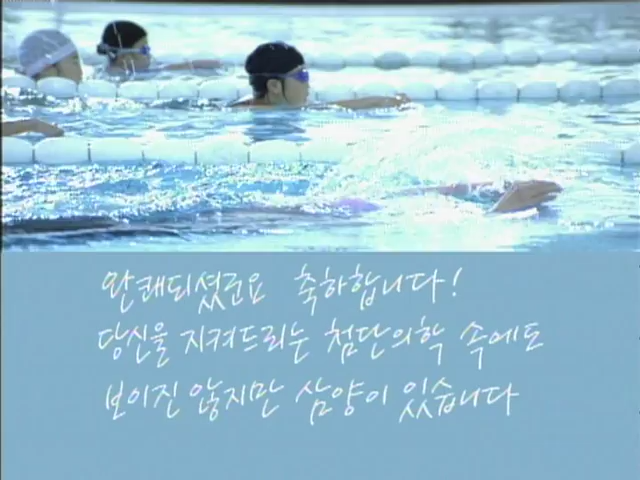 완쾌되셨군요 축하합니다!
당신을 지켜드리는 첨단의학 속에도
보이진 않지만 삼양이 있습니다